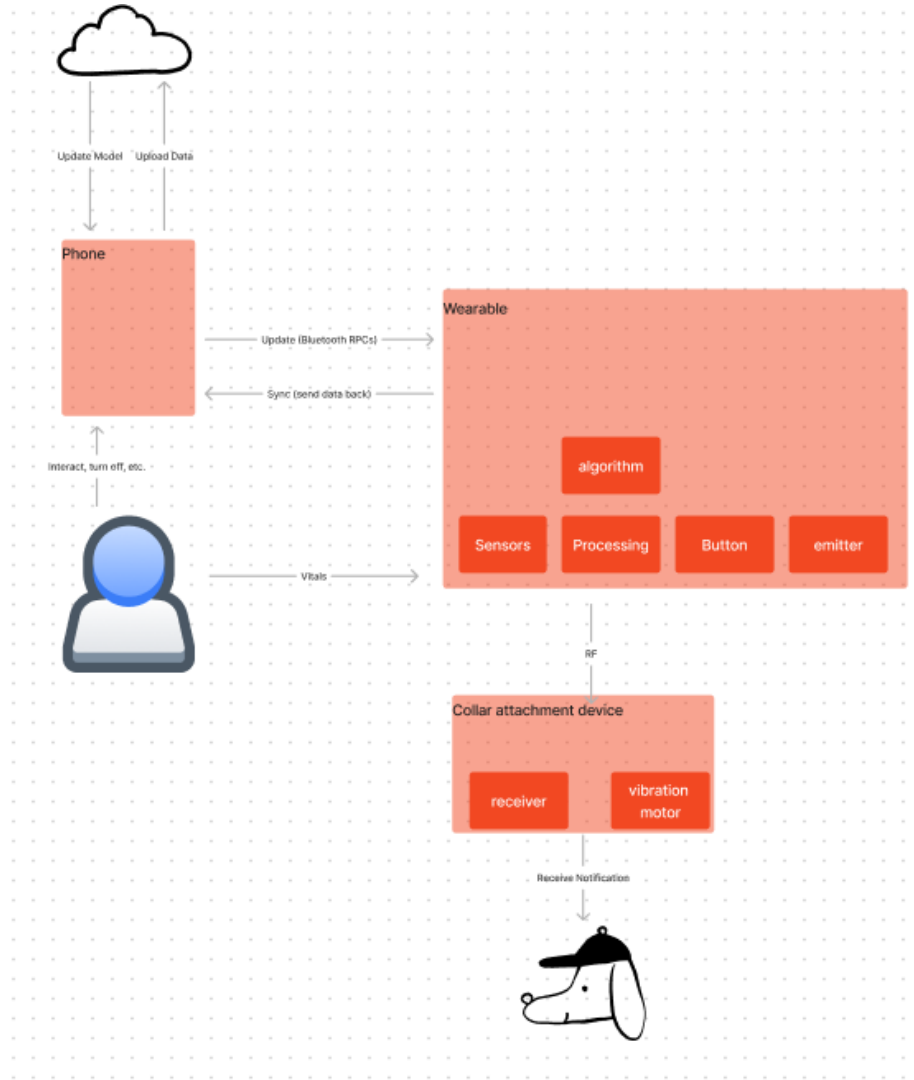 Update Model
Upload Data
Phone
Wearable
Update (Bluetooth RPCs)
Sync (send data back)
Interact, turn off, etc.
algorithm
Sensors
Processing
Button
emitter
Vitals
RF
Collar attachment device
receiver
vibration
motor
Receive Notification